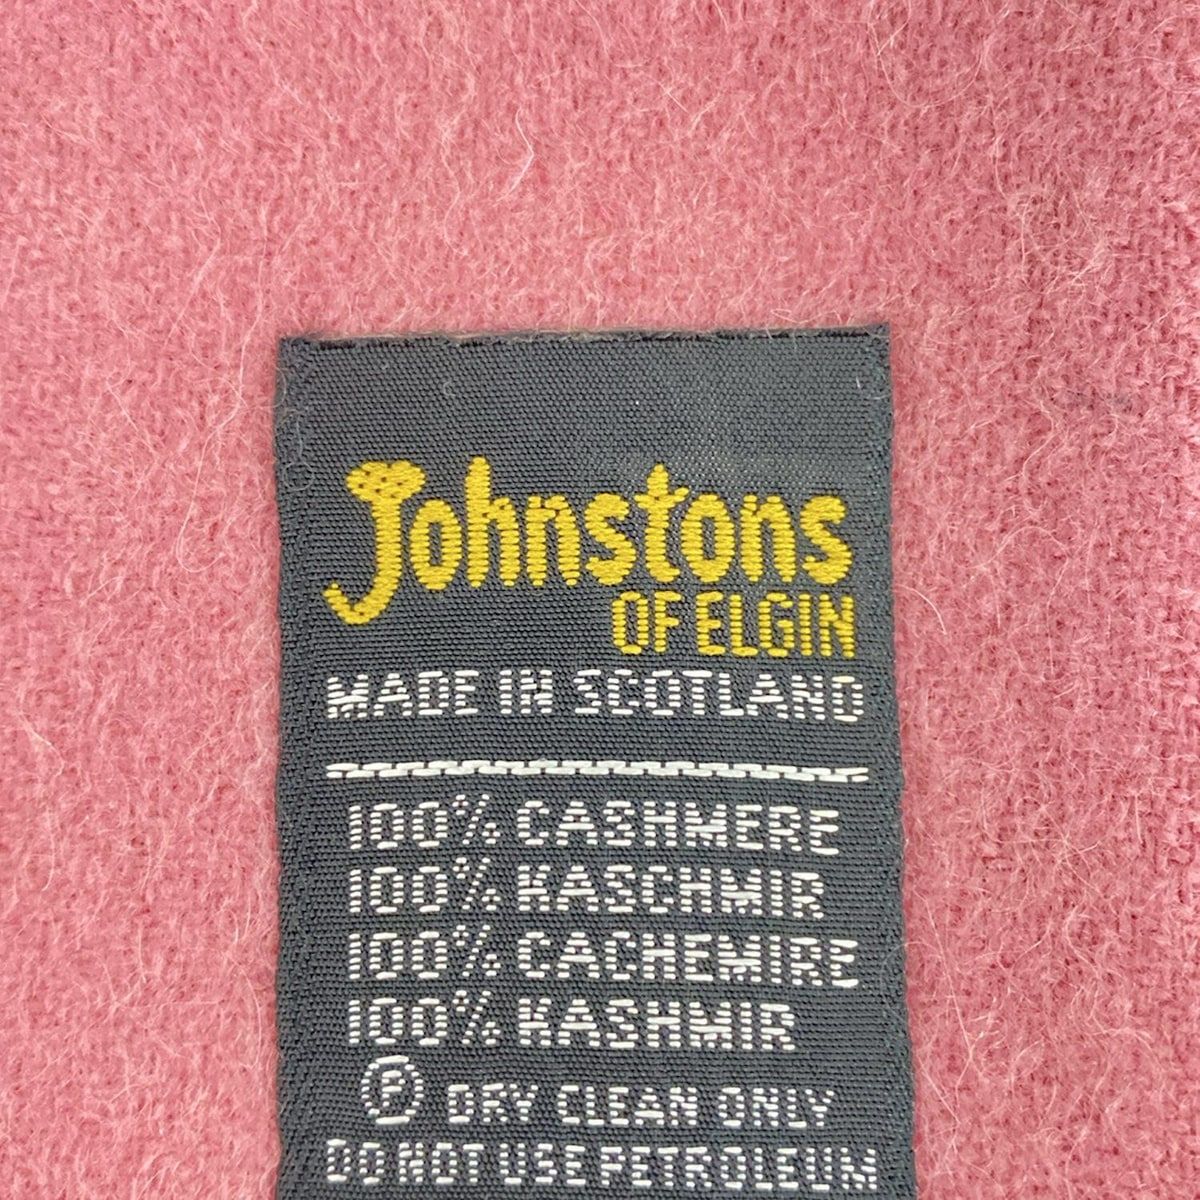 Johnstons
OF ELGIN
MADE IN SCOTLAND
100% CASHMERE
100% KASCHMIR
100% CACHEMIRE
100% KASHMIR
Ⓟ DRY CLEAN ONLY
DO NOT USE PETROLEUM